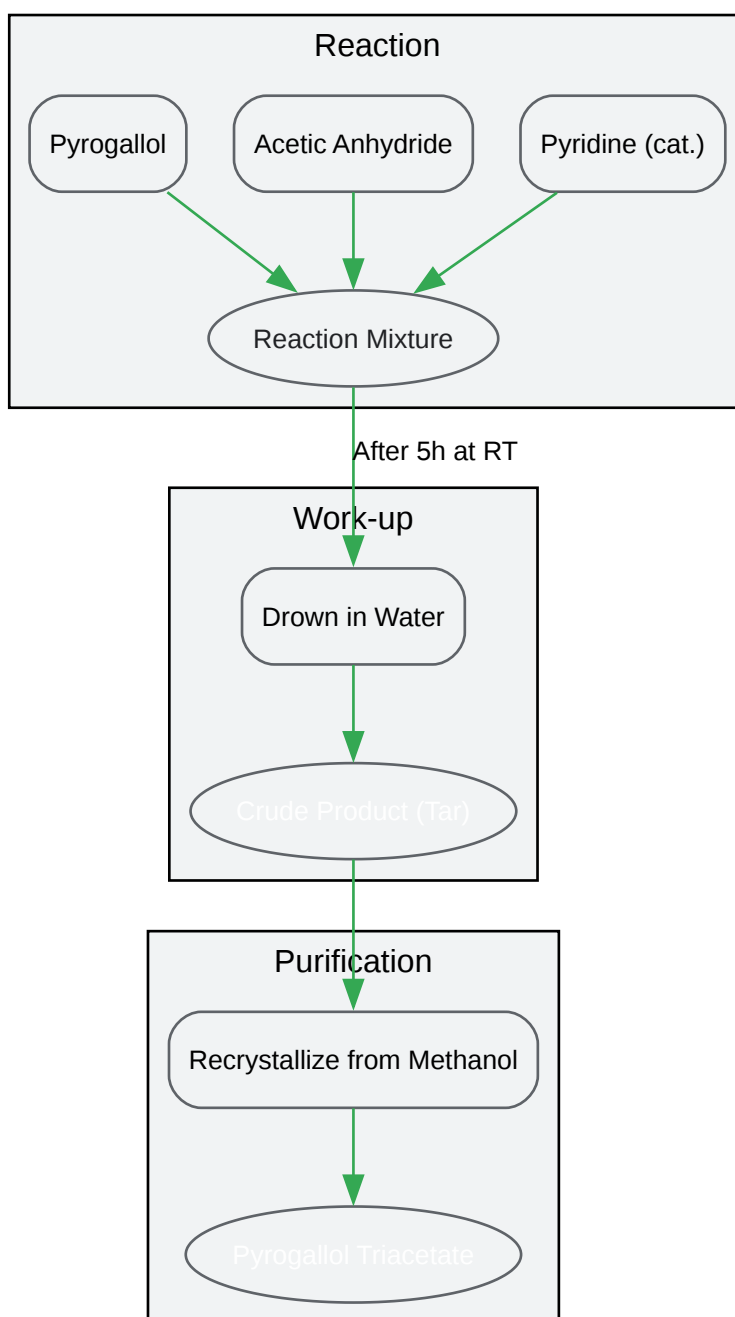 Reaction
Pyrogallol
Acetic Anhydride
Pyridine (cat.)
Reaction Mixture
After 5h at RT
Work-up
Drown in Water
Crude Product (Tar)
Purification
Recrystallize from Methanol
Pyrogallol Triacetate